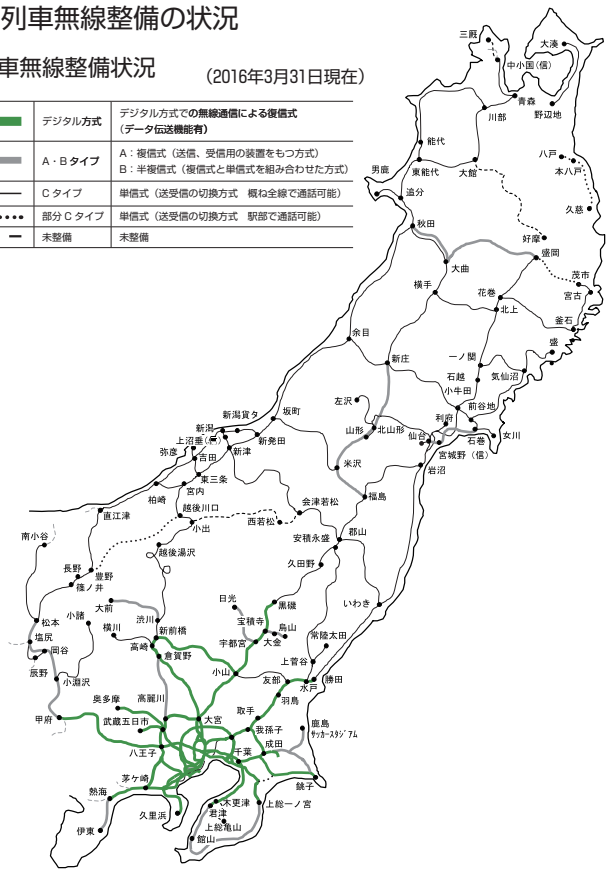 列車無線整備の状況
車無線整備状況
(2016年3月31日現在)
デジタル方式
デジタル方式での無線通信による復信式
(データ伝送機能有)
A・Bタイプ
A:複信式(送信、受信用の装置をもつ方式)
B:半複信式(複信式と単信式を組み合わせた方式)
Cタイプ
単信式(送受信の切換方式 概ね全線で通話可能)
部分Cタイプ
単信式(送受信の切換方式 駅部で通話可能)
未整備
未整備
三厩
大湊
中小国(信)
青森
川部
野辺地
能代
八戸
本八戸
男鹿
東能代
大館
追分
久慈
秋田
好摩
盛岡
大曲
茂市
横手
花巻
宮古
北上
釜石
余目
盛
新庄
一ノ関
石越
気仙沼
小牛田
左沢
前谷地
利府
新潟貨タ
坂町
山形
北山形
仙台
石巻
女川
新潟
上沼垂(信)
新発田
宮城野(信)
弥彦
吉田
新津
米沢
岩沼
東三条
柏崎
宮内
福島
会津若松
直江津
越後川口
西若松
小出
安積永盛
郡山
南小谷
越後湯沢
久田野
長野
豊野
篠ノ井
日光
黒磯
いわき
大前
小諸
宝積寺
烏山
松本
横川
渋川
新前橋
宇都宮
大金
常陸太田
塩尻
高崎
岡谷
倉賀野
上菅谷
小山
友部
水戸
勝田
辰野
小淵沢
奥多摩
高麗川
羽鳥
甲府
武蔵五日市
大宮
取手
我孫子
鹿島
サッカースタジアム
八王子
成田
千葉
茅ケ崎
銚子
熱海
木更津
上総一ノ宮
久里浜
君津
上総亀山
伊東
館山